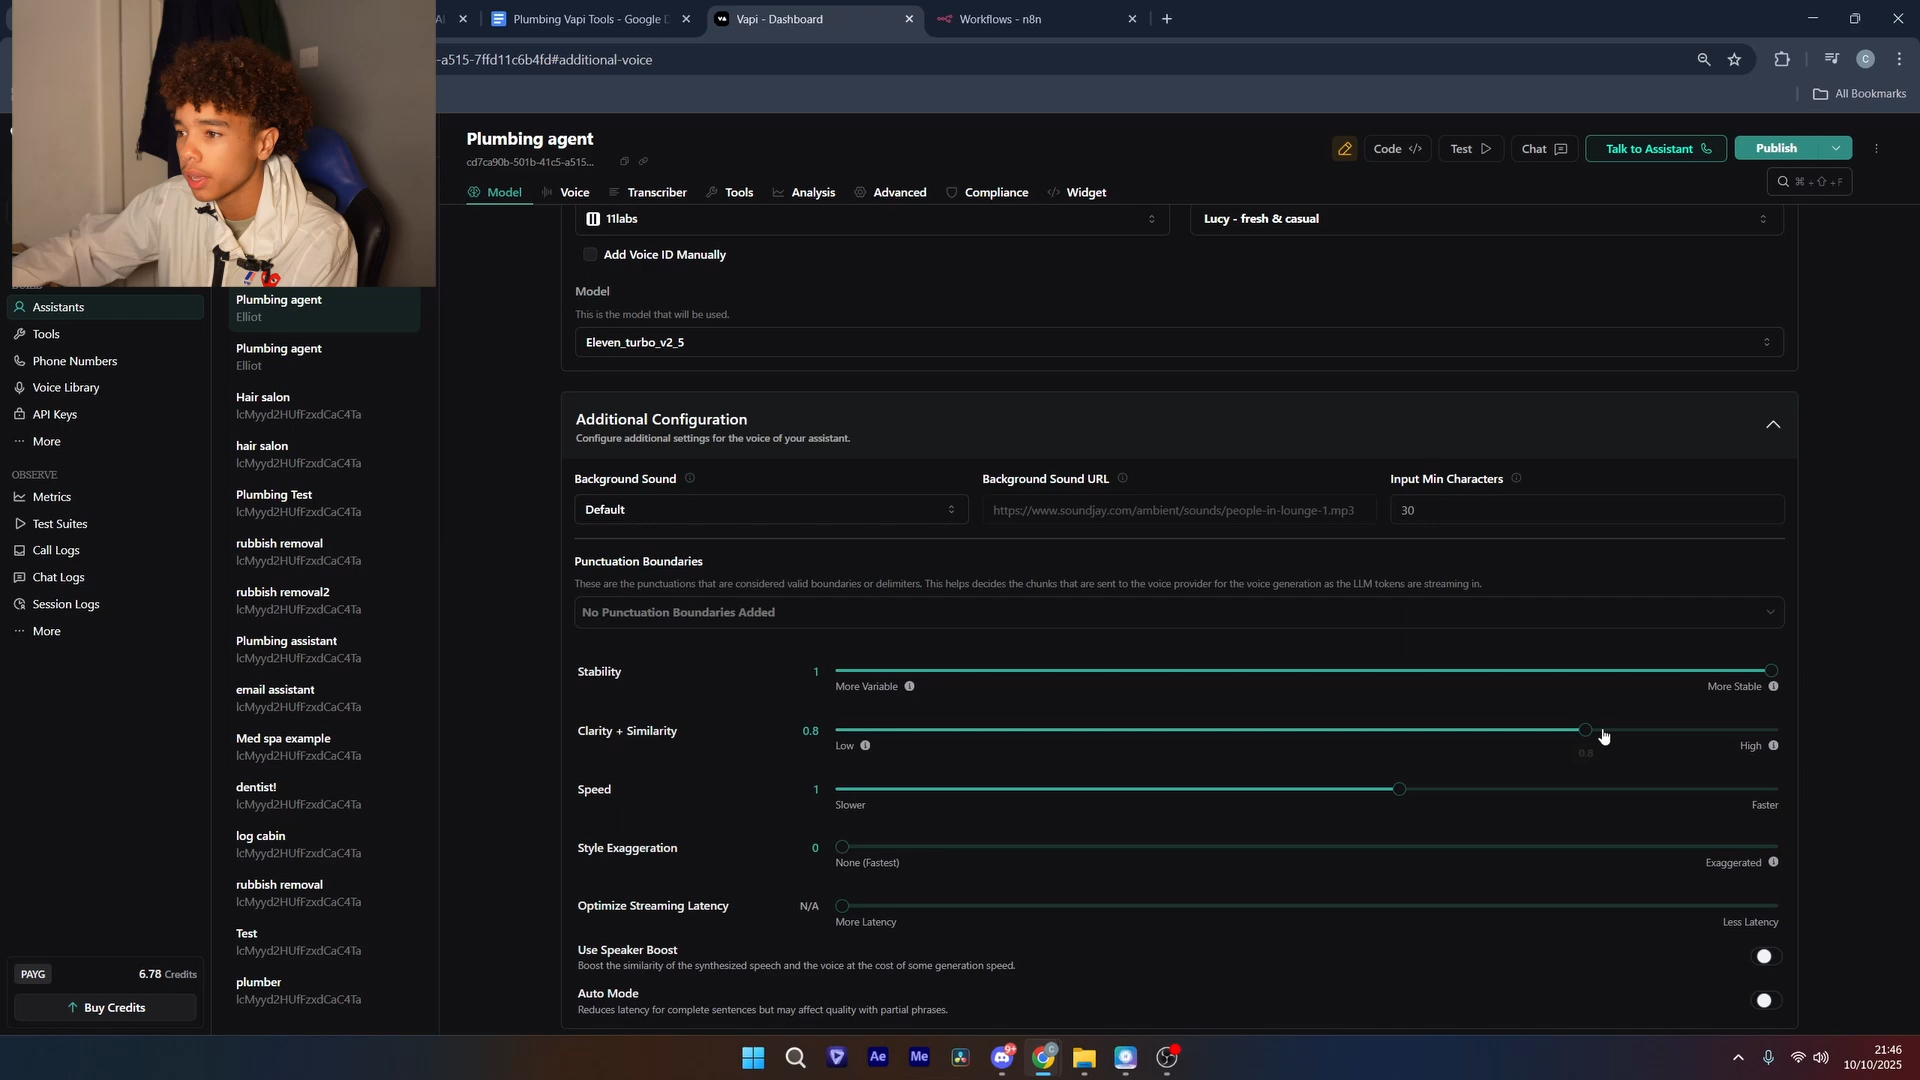 AI
Plumbing Vapi Tools - Google D
Vapi - Dashboard
Workflows - n8n
-a515-7ffd11c6b4fd#additional-voice
C
All Bookmarks
Plumbing agent
cd7ca90b-501b-41c5-a515...
Code </>
Test
Chat
Talk to Assistant
Publish
Model
Voice
Transcriber
Tools
Analysis
Advanced
Compliance
Widget
⌘ + ⇧ + F
11labs
Lucy - fresh & casual
Add Voice ID Manually
Model
This is the model that will be used.
Eleven_turbo_v2_5
Additional Configuration
Configure additional settings for the voice of your assistant.
Background Sound
Background Sound URL
Input Min Characters
Default
https://www.soundjay.com/ambient/sounds/people-in-lounge-1.mp3
30
Punctuation Boundaries
These are the punctuations that are considered valid boundaries or delimiters. This helps decides the chunks that are sent to the voice provider for the voice generation as the LLM tokens are streaming in.
No Punctuation Boundaries Added
Stability
1
More Variable
More Stable
Clarity + Similarity
0.8
Low
0.8
High
Speed
1
Slower
Faster
Style Exaggeration
0
None (Fastest)
Exaggerated
Optimize Streaming Latency
N/A
More Latency
Less Latency
Use Speaker Boost
Boost the similarity of the synthesized speech and the voice at the cost of some generation speed.
Auto Mode
Reduces latency for complete sentences but may affect quality with partial phrases.
Assistants
Tools
Phone Numbers
Voice Library
API Keys
More
OBSERVE
Metrics
Test Suites
Call Logs
Chat Logs
Session Logs
More
PAYG
6.78 Credits
Buy Credits
Plumbing agent
Elliot
Plumbing agent
Elliot
Hair salon
lcMyyd2HUfFzxdCaC4Ta
hair salon
lcMyyd2HUfFzxdCaC4Ta
Plumbing Test
lcMyyd2HUfFzxdCaC4Ta
rubbish removal
lcMyyd2HUfFzxdCaC4Ta
rubbish removal2
lcMyyd2HUfFzxdCaC4Ta
Plumbing assistant
lcMyyd2HUfFzxdCaC4Ta
email assistant
lcMyyd2HUfFzxdCaC4Ta
Med spa example
lcMyyd2HUfFzxdCaC4Ta
dentist!
lcMyyd2HUfFzxdCaC4Ta
log cabin
lcMyyd2HUfFzxdCaC4Ta
rubbish removal
lcMyyd2HUfFzxdCaC4Ta
Test
lcMyyd2HUfFzxdCaC4Ta
plumber
lcMyyd2HUfFzxdCaC4Ta
Ae
Me
9+
C
21:46
10/10/2025